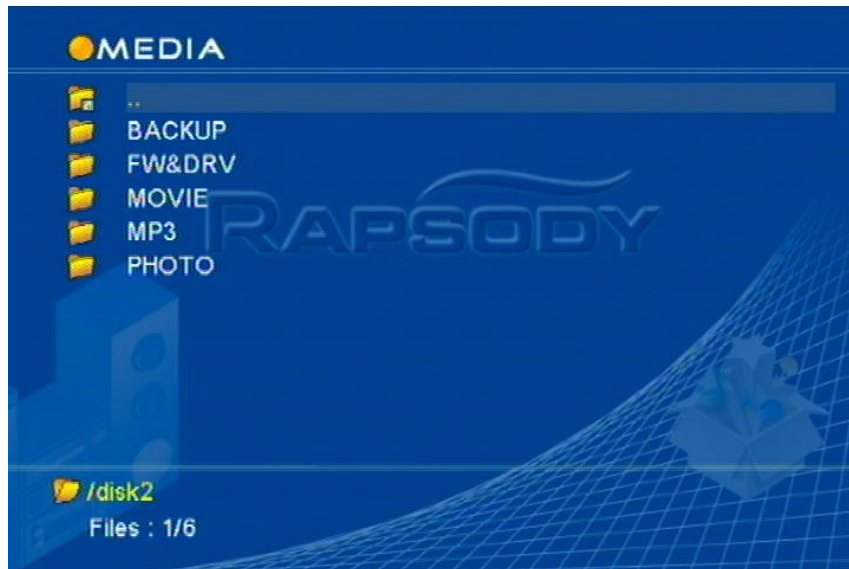 MEDIA
..
BACKUP
FW&DRV
MOVIE
MP3
PHOTO
RAPSODY
/disk2
Files : 1/6